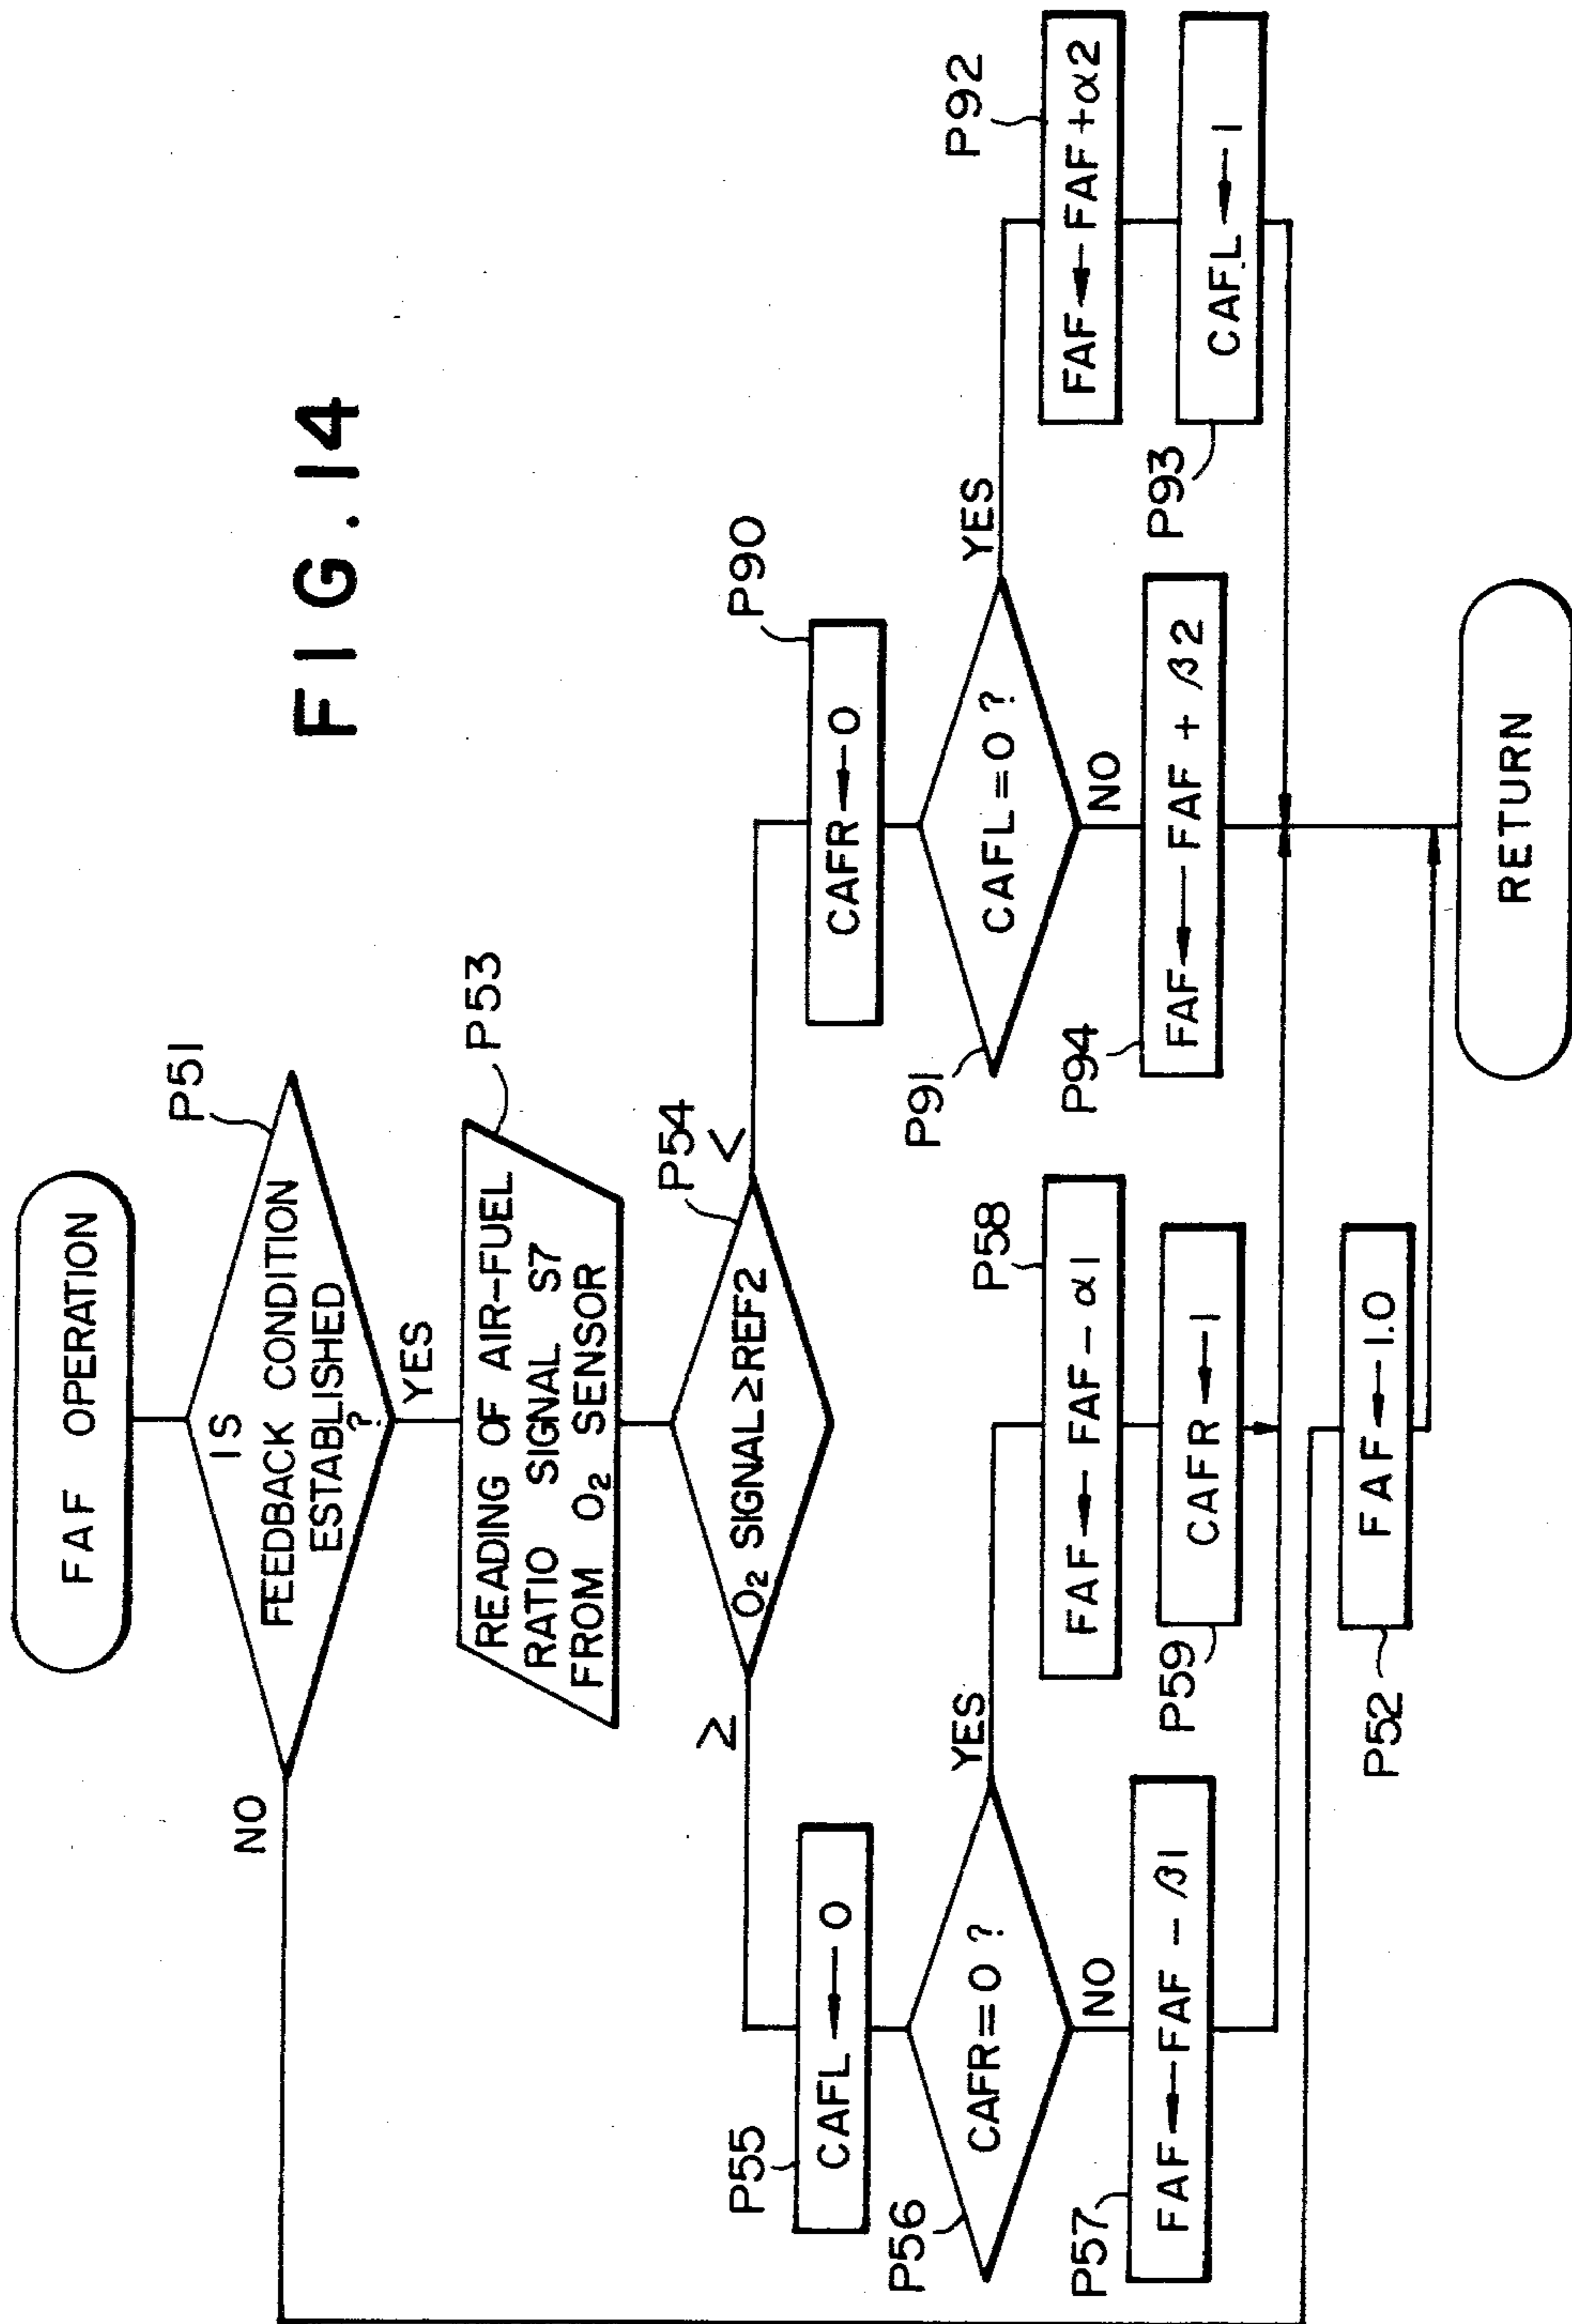 FIG.14
FAF OPERATION
P51
IS
FEEDBACK CONDITION
ESTABLISHED
?
NO
YES
P53
READING OF AIR-FUEL
RATIO SIGNAL S7
FROM O₂ SENSOR
P54
O₂ SIGNAL≥REF2
≥
<
P55
CAFL←0
P56
CAFR=0 ?
YES
NO
P57
FAF←FAF-β1
P58
FAF←FAF-α1
P59
CAFR←1
P52
FAF←1.0
P90
CAFR←0
P91
CAFL=0 ?
YES
NO
P92
FAF←FAF+α2
P93
CAFL←1
P94
FAF←FAF+β2
RETURN